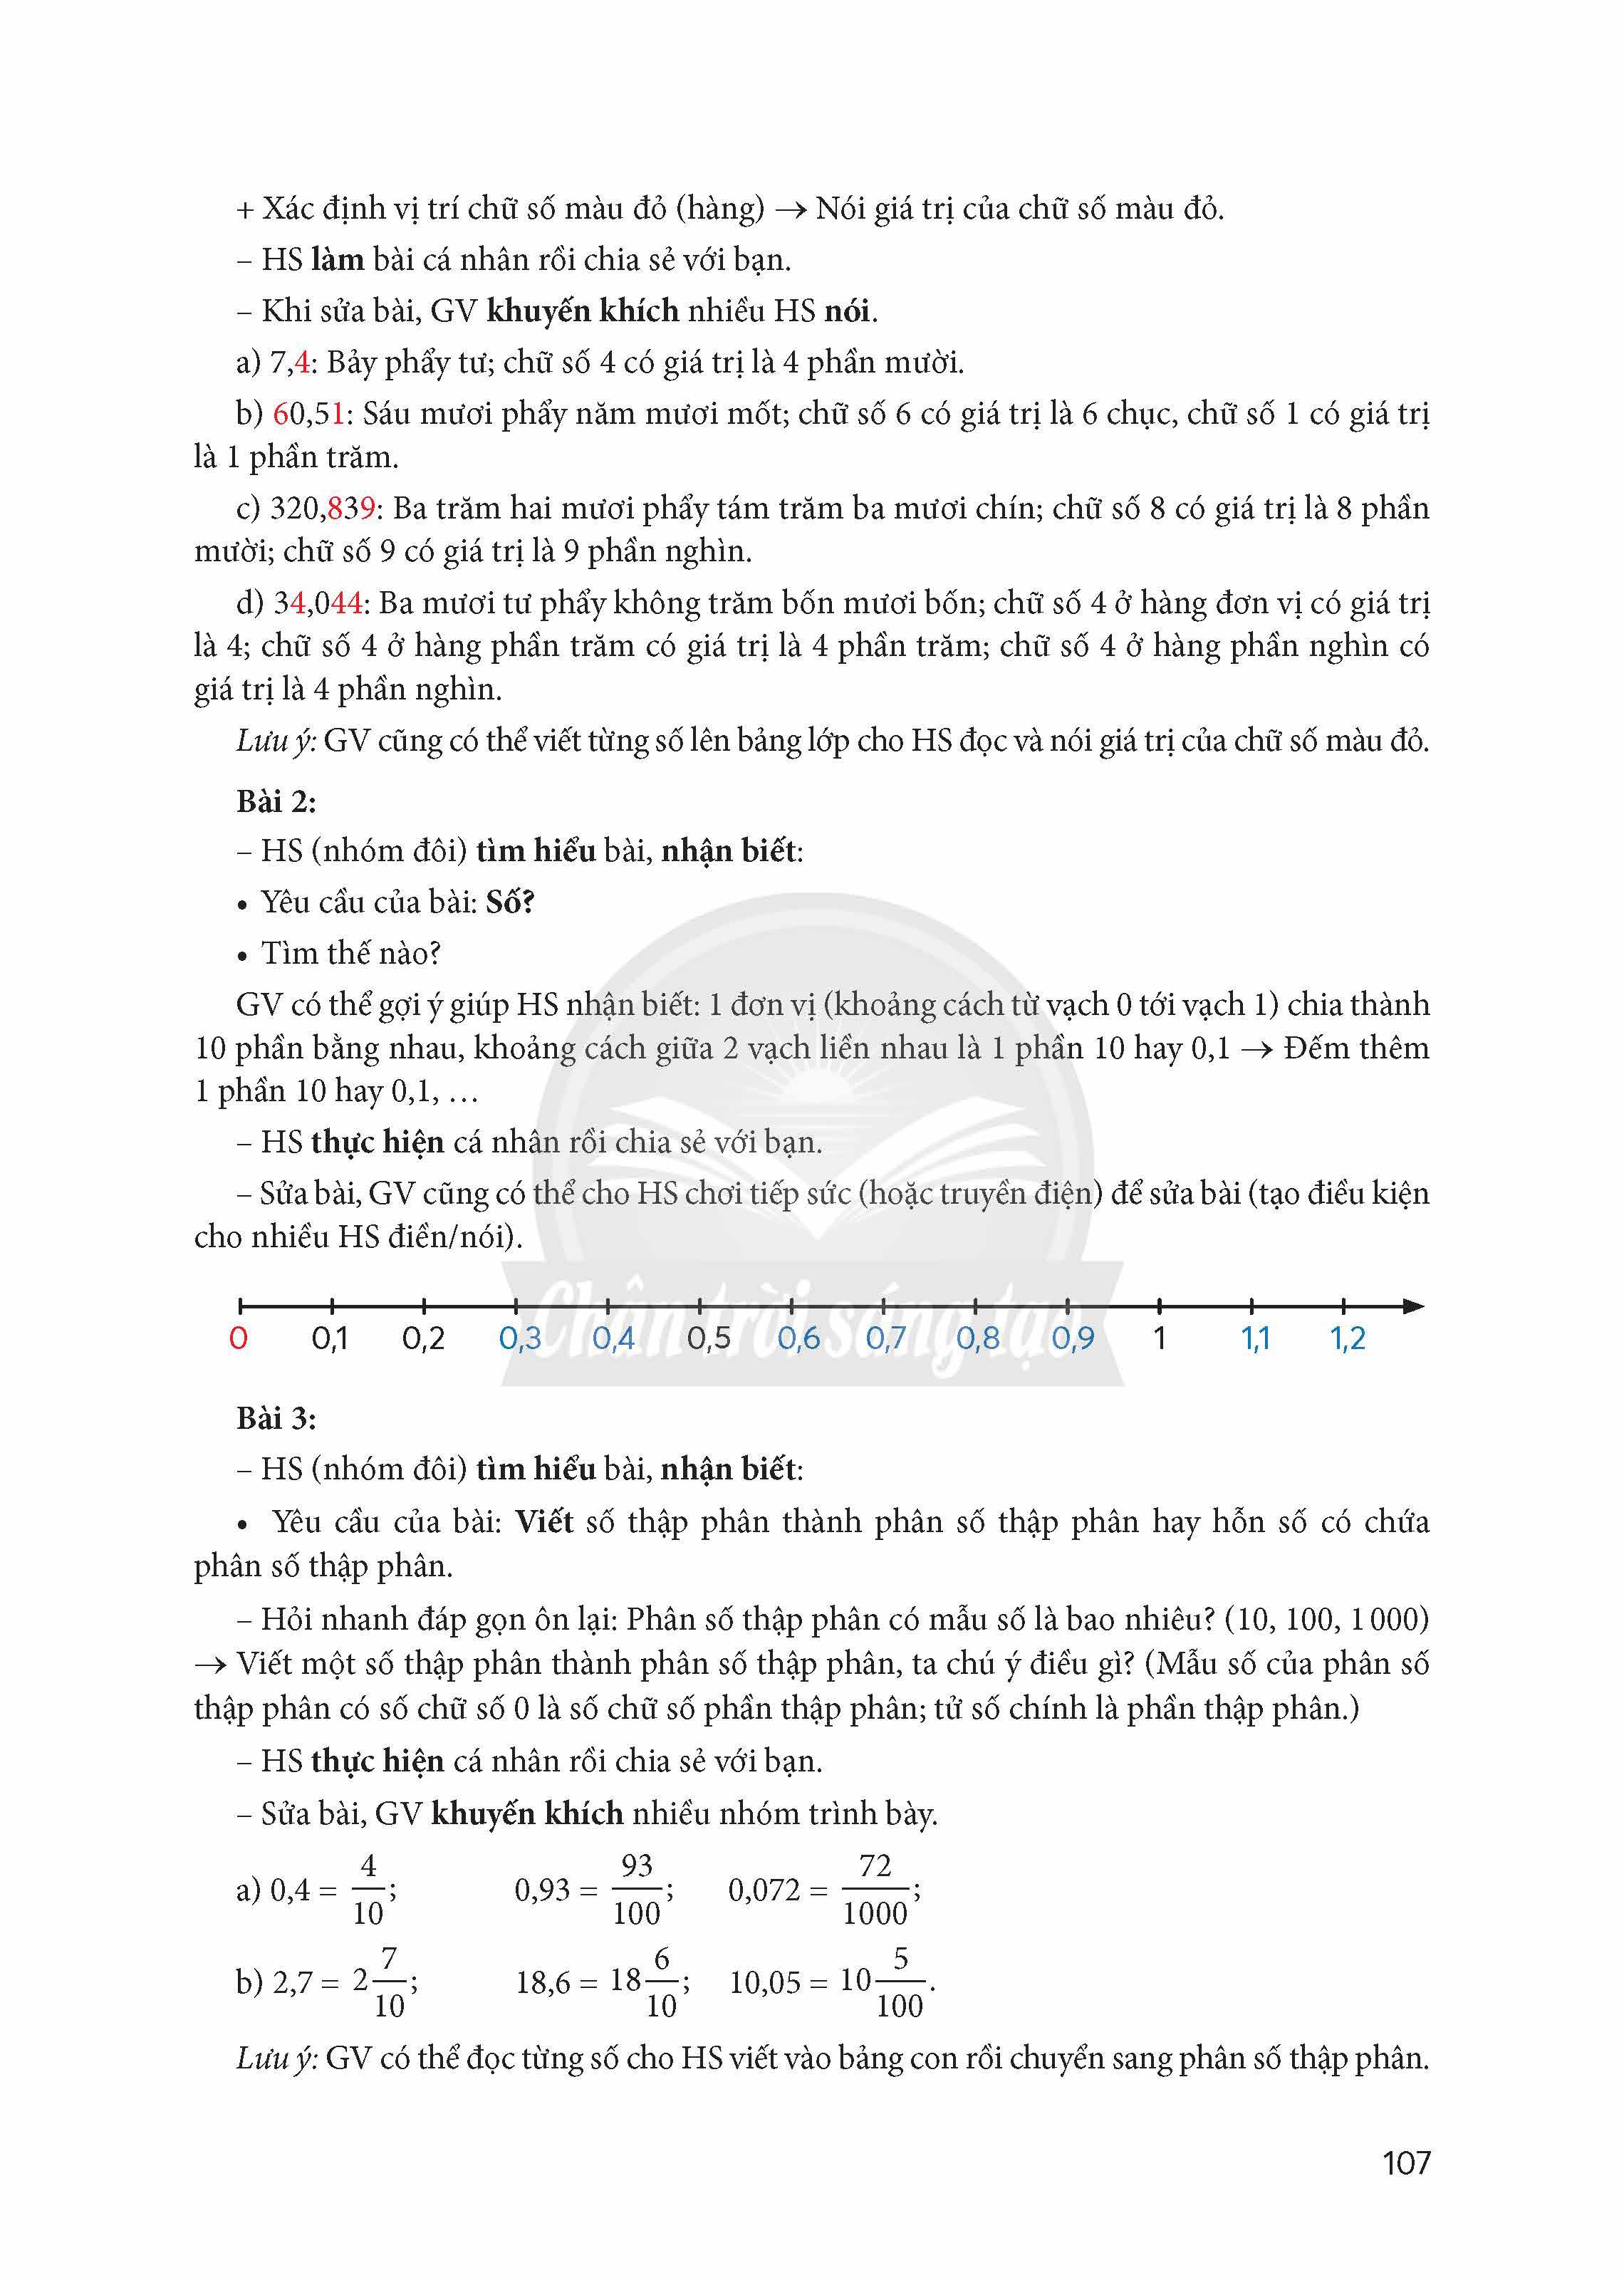 + Xác định vị trí chữ số màu đỏ (hàng) → Nói giá trị của chữ số màu đỏ.
– HS làm bài cá nhân rồi chia sẻ với bạn.
– Khi sửa bài, GV khuyến khích nhiều HS nói.
a) 7,4: Bảy phẩy tư; chữ số 4 có giá trị là 4 phần mười.
b) 60,51: Sáu mươi phẩy năm mươi mốt; chữ số 6 có giá trị là 6 chục, chữ số 1 có giá trị
là 1 phần trăm.
c) 320,839: Ba trăm hai mươi phẩy tám trăm ba mươi chín; chữ số 8 có giá trị là 8 phần
mười; chữ số 9 có giá trị là 9 phần nghìn.
d) 34,044: Ba mươi tư phẩy không trăm bốn mươi bốn; chữ số 4 ở hàng đơn vị có giá trị
là 4; chữ số 4 ở hàng phần trăm có giá trị là 4 phần trăm; chữ số 4 ở hàng phần nghìn có
giá trị là 4 phần nghìn.
Lưu ý: GV cũng có thể viết từng số lên bảng lớp cho HS đọc và nói giá trị của chữ số màu đỏ.
Bài 2:
– HS (nhóm đôi) tìm hiểu bài, nhận biết:
• Yêu cầu của bài: Số?
• Tìm thế nào?
GV có thể gợi ý giúp HS nhận biết: 1 đơn vị (khoảng cách từ vạch 0 tới vạch 1) chia thành
10 phần bằng nhau, khoảng cách giữa 2 vạch liền nhau là 1 phần 10 hay 0,1 → Đếm thêm
1 phần 10 hay 0,1, …
– HS thực hiện cá nhân rồi chia sẻ với bạn.
– Sửa bài, GV cũng có thể cho HS chơi tiếp sức (hoặc truyền điện) để sửa bài (tạo điều kiện
cho nhiều HS điền/nói).
Chân trời sáng tạo
0 0,1 0,2 0,3 0,4 0,5 0,6 0,7 0,8 0,9 1 1,1 1,2
Bài 3:
– HS (nhóm đôi) tìm hiểu bài, nhận biết:
• Yêu cầu của bài: Viết số thập phân thành phân số thập phân hay hỗn số có chứa
phân số thập phân.
– Hỏi nhanh đáp gọn ôn lại: Phân số thập phân có mẫu số là bao nhiêu? (10, 100, 1 000)
→ Viết một số thập phân thành phân số thập phân, ta chú ý điều gì? (Mẫu số của phân số
thập phân có số chữ số 0 là số chữ số phần thập phân; tử số chính là phần thập phân.)
– HS thực hiện cá nhân rồi chia sẻ với bạn.
– Sửa bài, GV khuyến khích nhiều nhóm trình bày.
a) 0,4 = 4/10; 0,93 = 93/100; 0,072 = 72/1000;
b) 2,7 = 2 7/10; 18,6 = 18 6/10; 10,05 = 10 5/100.
Lưu ý: GV có thể đọc từng số cho HS viết vào bảng con rồi chuyển sang phân số thập phân.
107